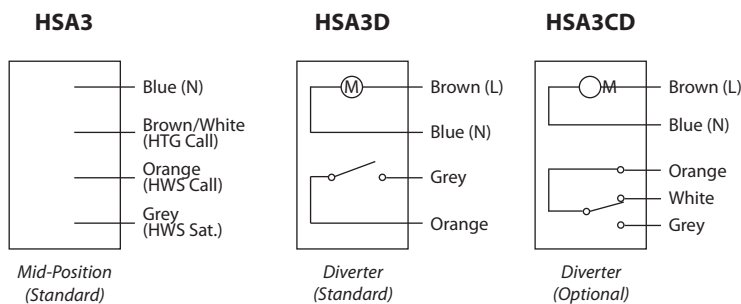 HSA3
Blue (N)
Brown/White
(HTG Call)
Orange
(HWS Call)
Grey
(HWS Sat.)
Mid-Position
(Standard)
HSA3D
M
Brown (L)
Blue (N)
Grey
Orange
Diverter
(Standard)
HSA3CD
M
Brown (L)
Blue (N)
Orange
White
Grey
Diverter
(Optional)